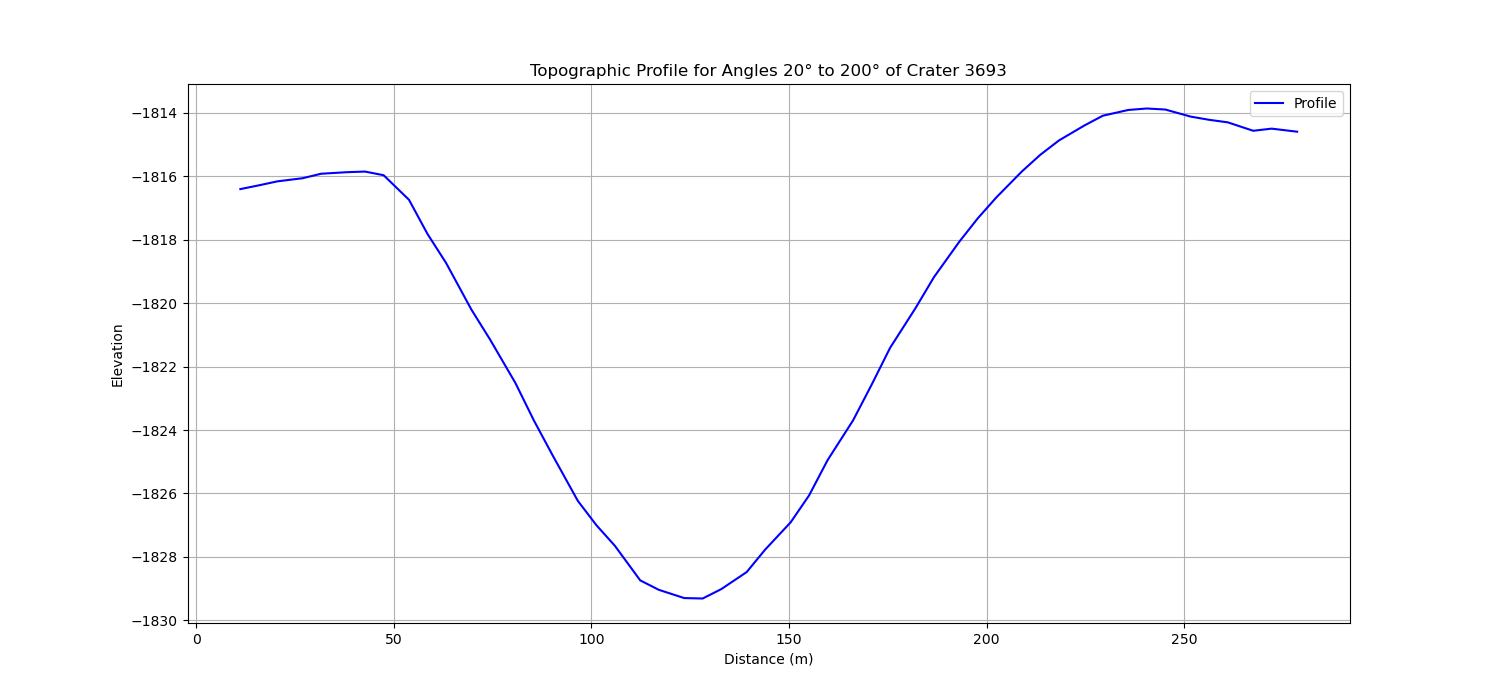 Topographic Profile for Angles 20° to 200° of Crater 3693
Profile
−1814
−1816
−1818
−1820
−1822
−1824
−1826
−1828
−1830
Elevation
0 50 100 150 200 250
Distance (m)